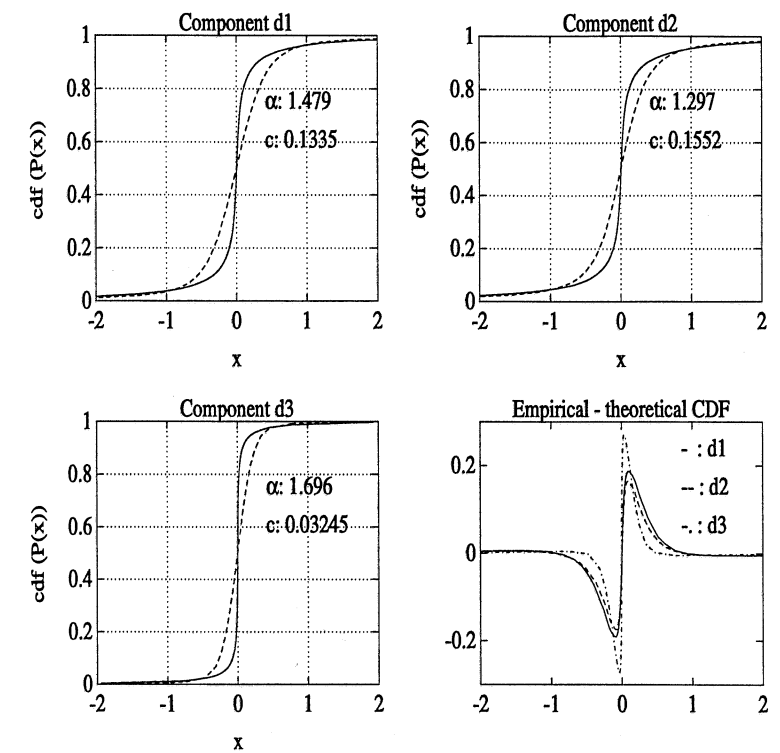 Component d1
1
0.8
0.6
0.4
0.2
0
cdf (P(x))
α: 1.479
c: 0.1335
-2 -1 0 1 2
x
Component d2
1
0.8
0.6
0.4
0.2
0
cdf (P(x))
α: 1.297
c: 0.1552
-2 -1 0 1 2
x
Component d3
1
0.8
0.6
0.4
0.2
0
cdf (P(x))
α: 1.696
c: 0.03245
-2 -1 0 1 2
x
Empirical - theoretical CDF
0.2
0
-0.2
- : d1
-- : d2
-. : d3
-2 -1 0 1 2